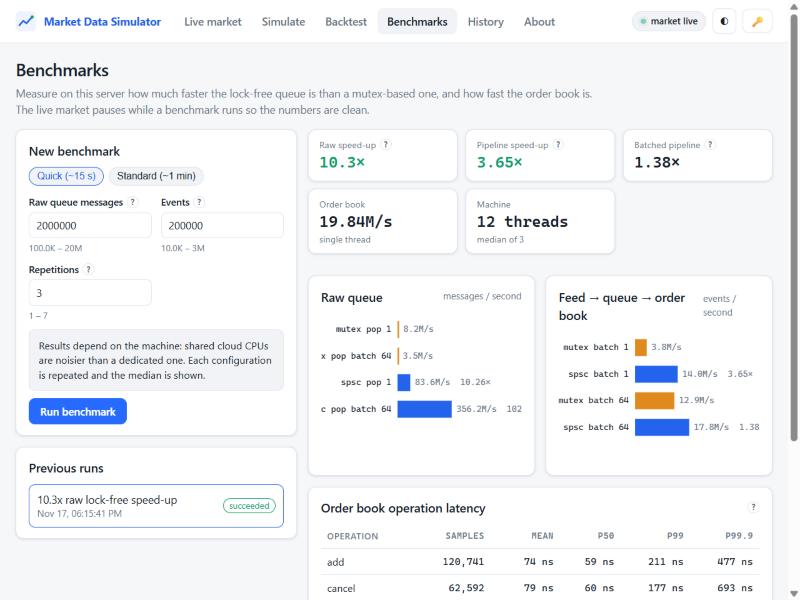 Market Data Simulator Live market Simulate Backtest Benchmarks History About market live
Benchmarks
Measure on this server how much faster the lock-free queue is than a mutex-based one, and how fast the order book is.
The live market pauses while a benchmark runs so the numbers are clean.
New benchmark
Quick (~15 s) Standard (~1 min)
Raw queue messages ? Events ?
2000000 200000
100.0K – 20M 10.0K – 3M
Repetitions ?
3
1 – 7
Results depend on the machine: shared cloud CPUs
are noisier than a dedicated one. Each configuration
is repeated and the median is shown.
Run benchmark
Previous runs
10.3x raw lock-free speed-up
Nov 17, 06:15:41 PM
succeeded
Raw speed-up ?
10.3×
Pipeline speed-up ?
3.65×
Batched pipeline ?
1.38×
Order book
19.84M/s
single thread
Machine
12 threads
median of 3
Raw queue messages / second
mutex pop 1 8.2M/s
x pop batch 64 3.5M/s
spsc pop 1 83.6M/s 10.26×
c pop batch 64 356.2M/s 102
Feed → queue → order
book
events /
second
mutex batch 1 3.8M/s
spsc batch 1 14.0M/s 3.65×
mutex batch 64 12.9M/s
spsc batch 64 17.8M/s 1.38
Order book operation latency ?
OPERATION SAMPLES MEAN P50 P99 P99.9
add 120,741 74 ns 59 ns 211 ns 477 ns
cancel 62,592 79 ns 60 ns 177 ns 693 ns